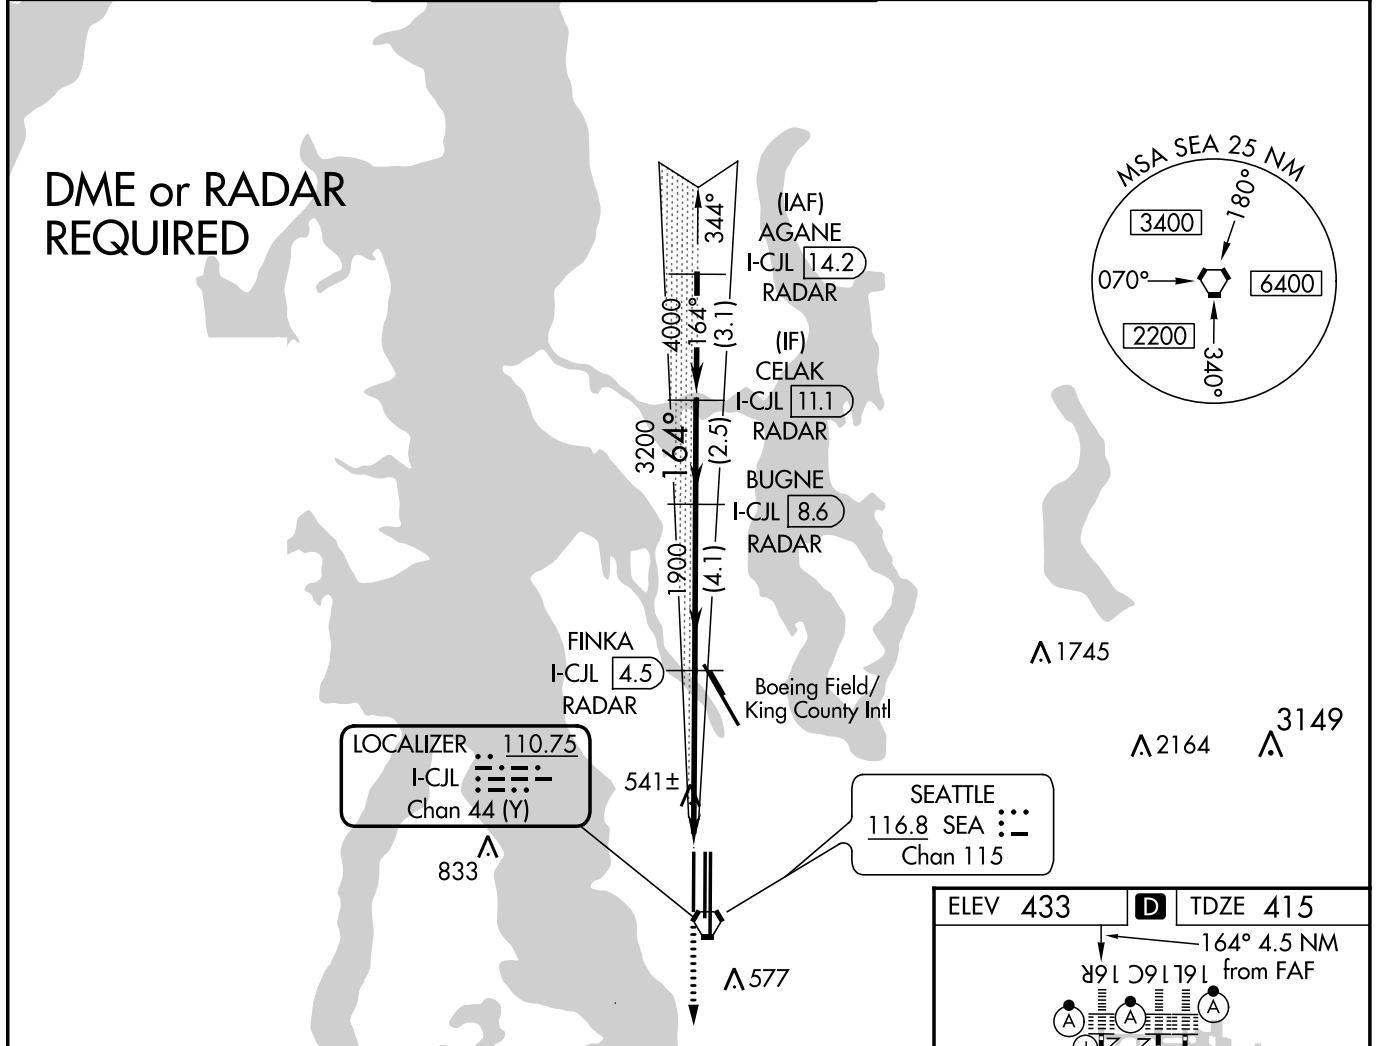 DME or RADAR
REQUIRED
MSA SEA 25 NM
3400
180°
070°
6400
2200
340°
344°
(IAF)
AGANE
I-CJL 14.2
RADAR
4000
164°
(3.1)
(IF)
CELAK
I-CJL 11.1
RADAR
3200
164°
(2.5)
BUGNE
I-CJL 8.6
RADAR
1900
(4.1)
FINKA
I-CJL 4.5
RADAR
Boeing Field/
King County Intl
1745
2164
3149
LOCALIZER 110.75
I-CJL
Chan 44 (Y)
541±
833
SEATTLE
116.8 SEA
Chan 115
577
ELEV 433 D TDZE 415
164° 4.5 NM
from FAF
16R 16C 16L
A A A